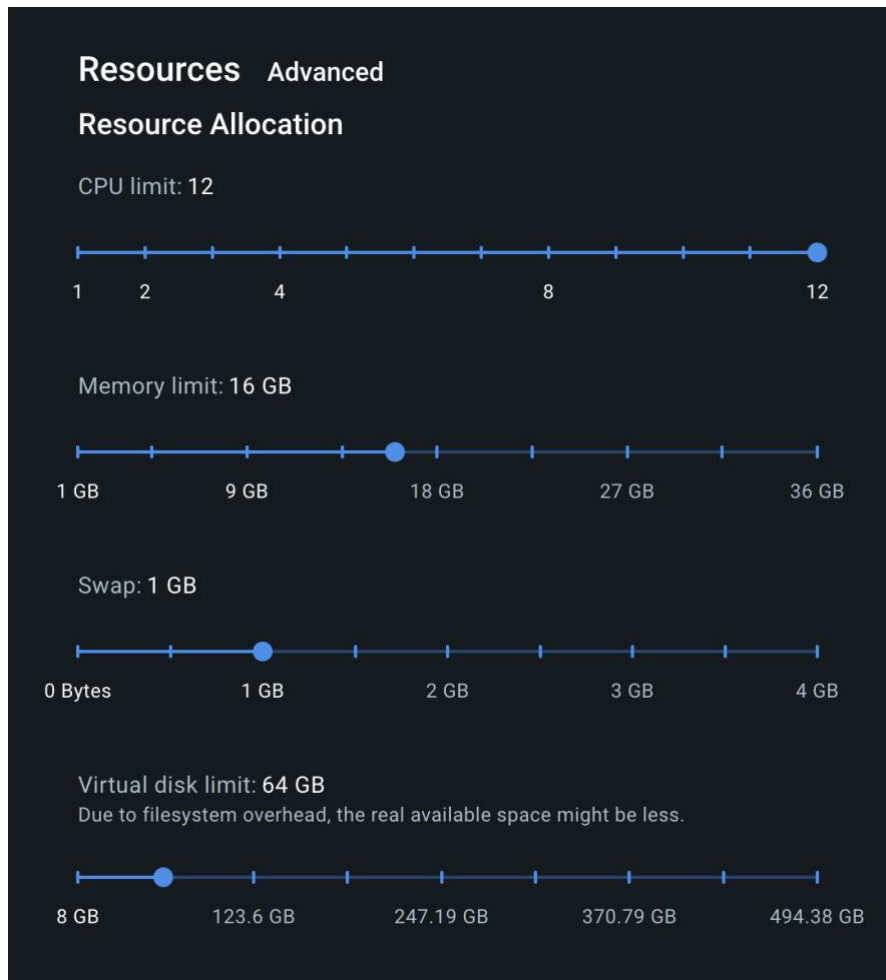 Resources Advanced
Resource Allocation
CPU limit: 12
1 2 4 8 12
Memory limit: 16 GB
1 GB 9 GB 18 GB 27 GB 36 GB
Swap: 1 GB
0 Bytes 1 GB 2 GB 3 GB 4 GB
Virtual disk limit: 64 GB
Due to filesystem overhead, the real available space might be less.
8 GB 123.6 GB 247.19 GB 370.79 GB 494.38 GB